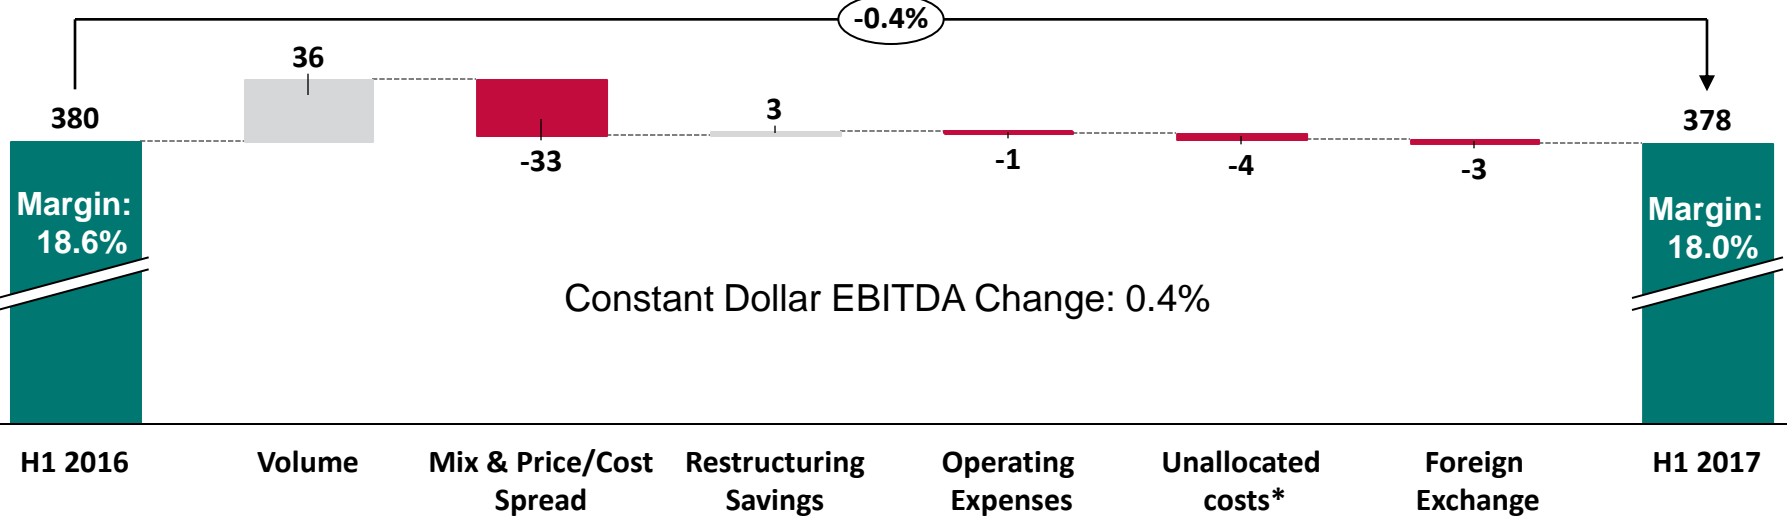 -0.4%
36
380
3
378
-33
-1
-4
-3
Margin:
18.6%
Margin:
18.0%
Constant Dollar EBITDA Change: 0.4%
H1 2016
Volume
Mix & Price/Cost
Spread
Restructuring
Savings
Operating
Expenses
Unallocated
costs*
Foreign
Exchange
H1 2017